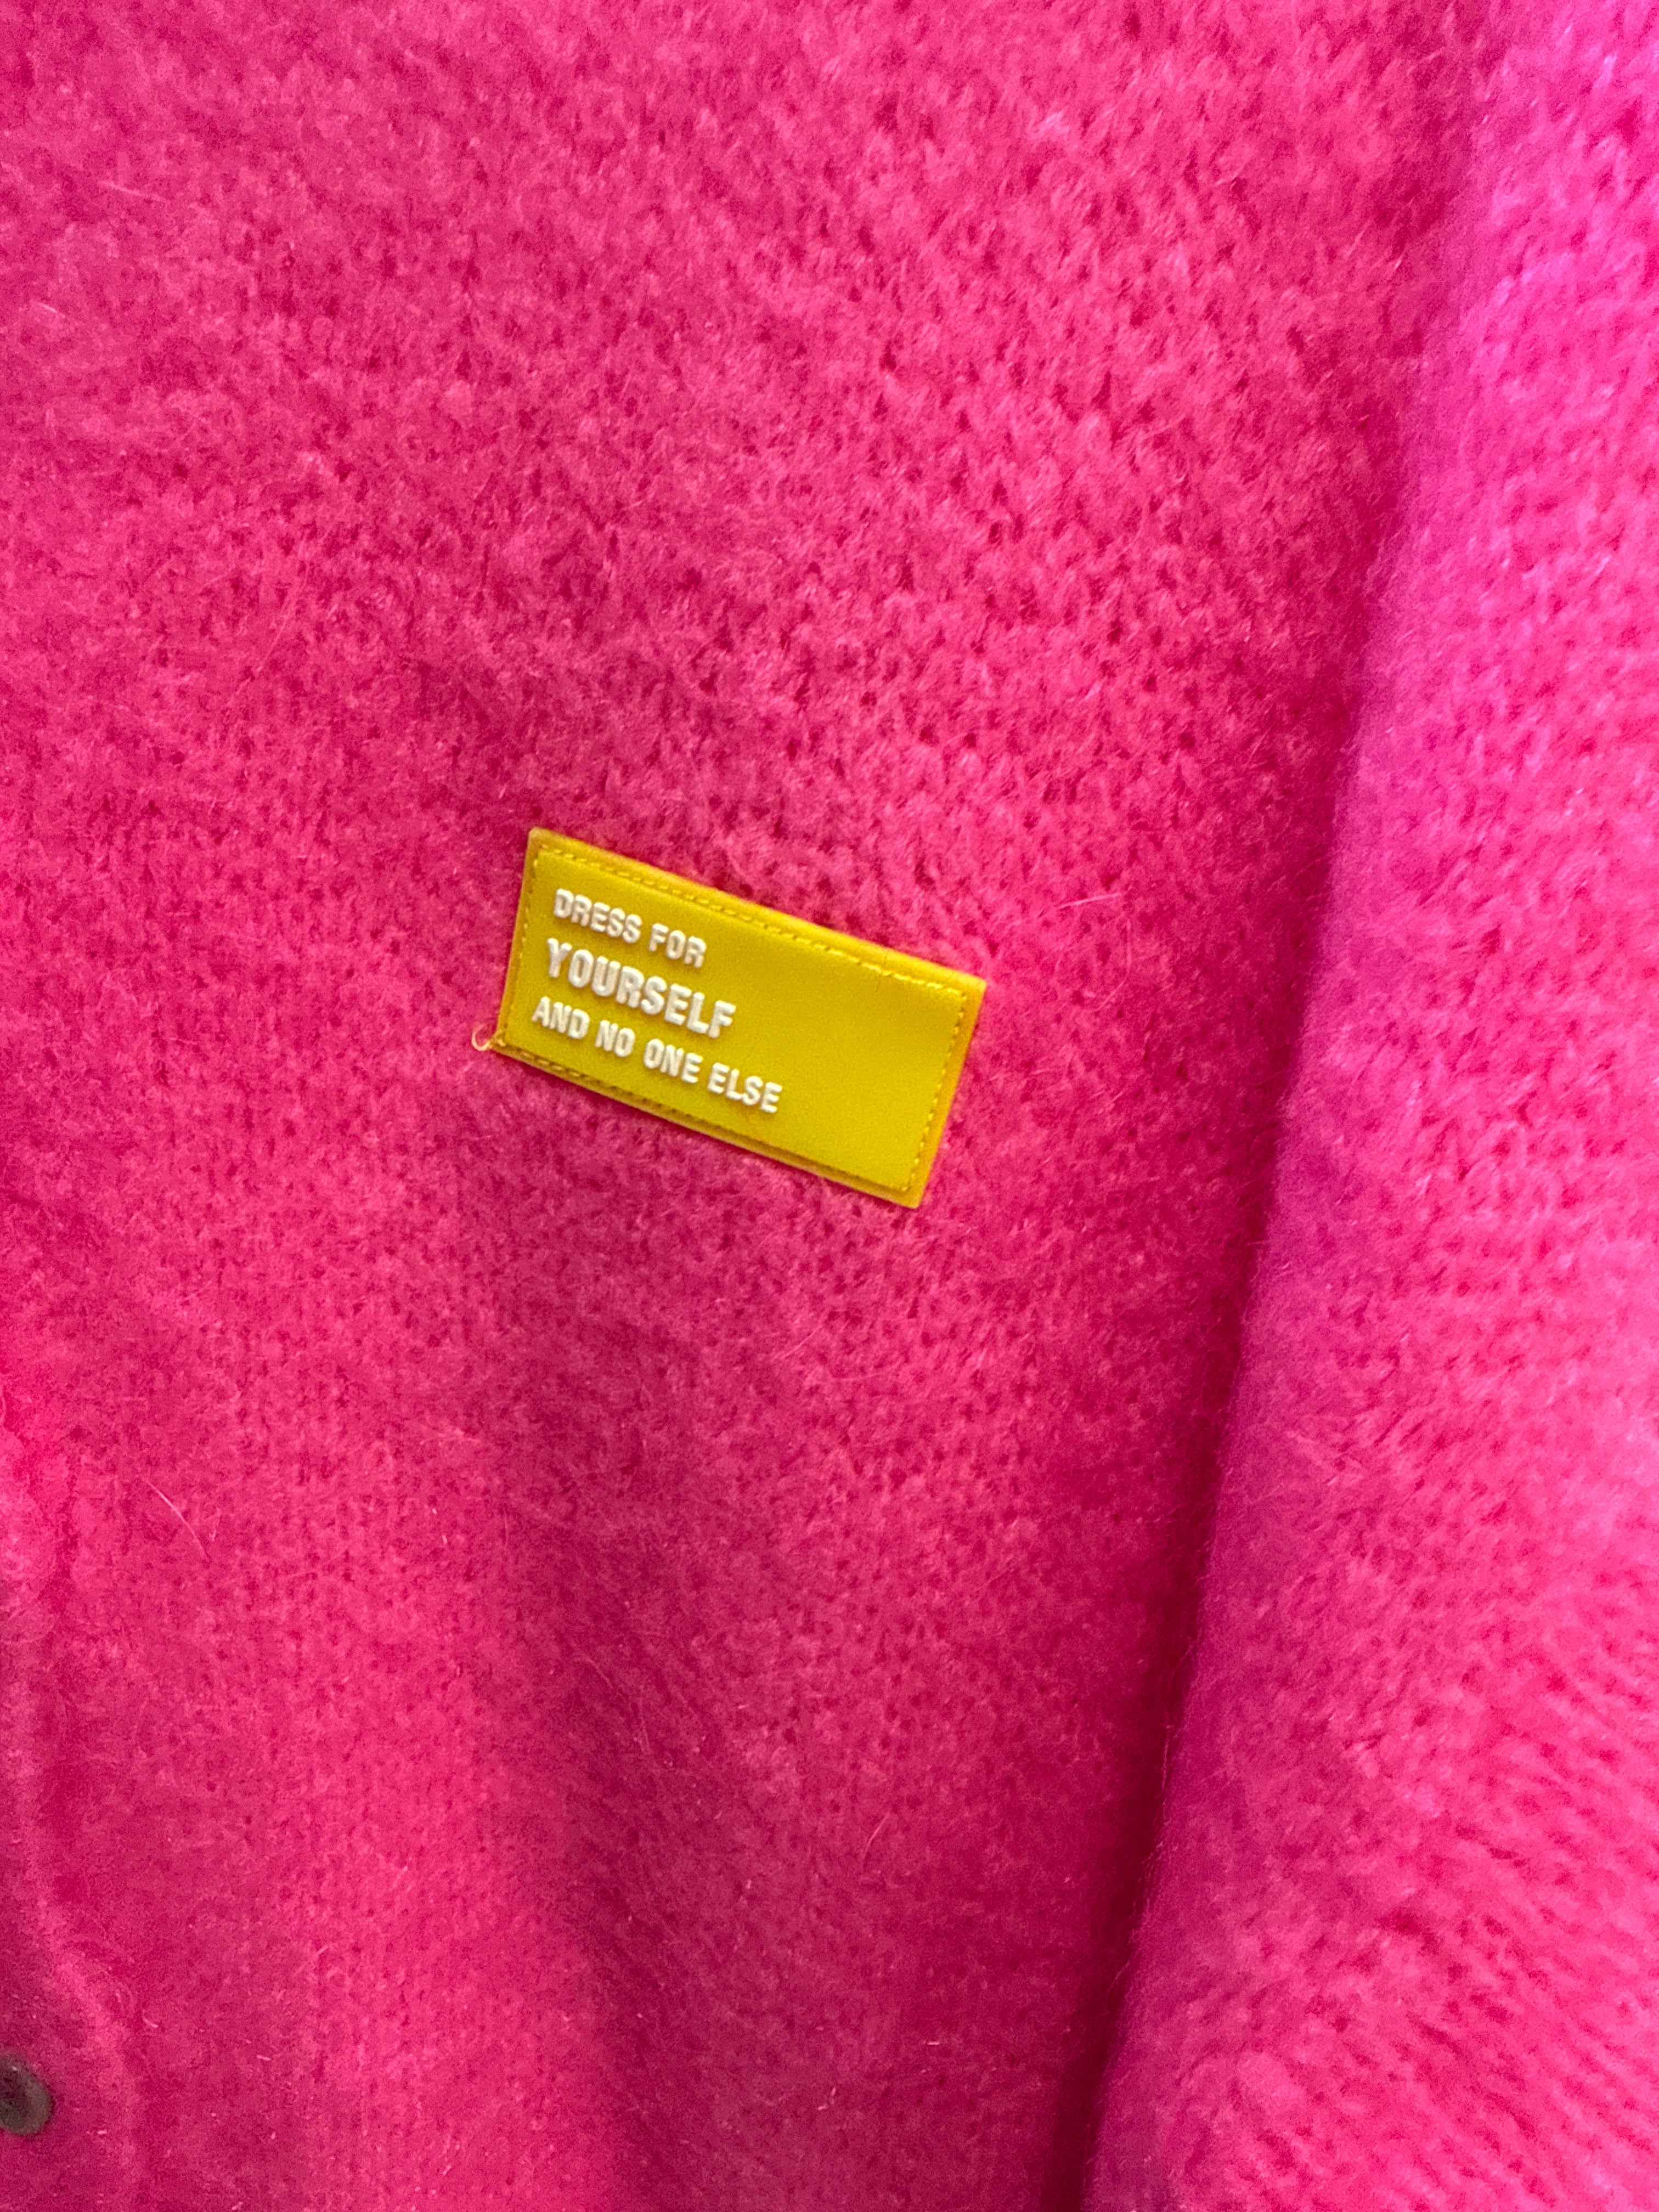 DRESS FOR
YOURSELF
AND NO ONE ELSE